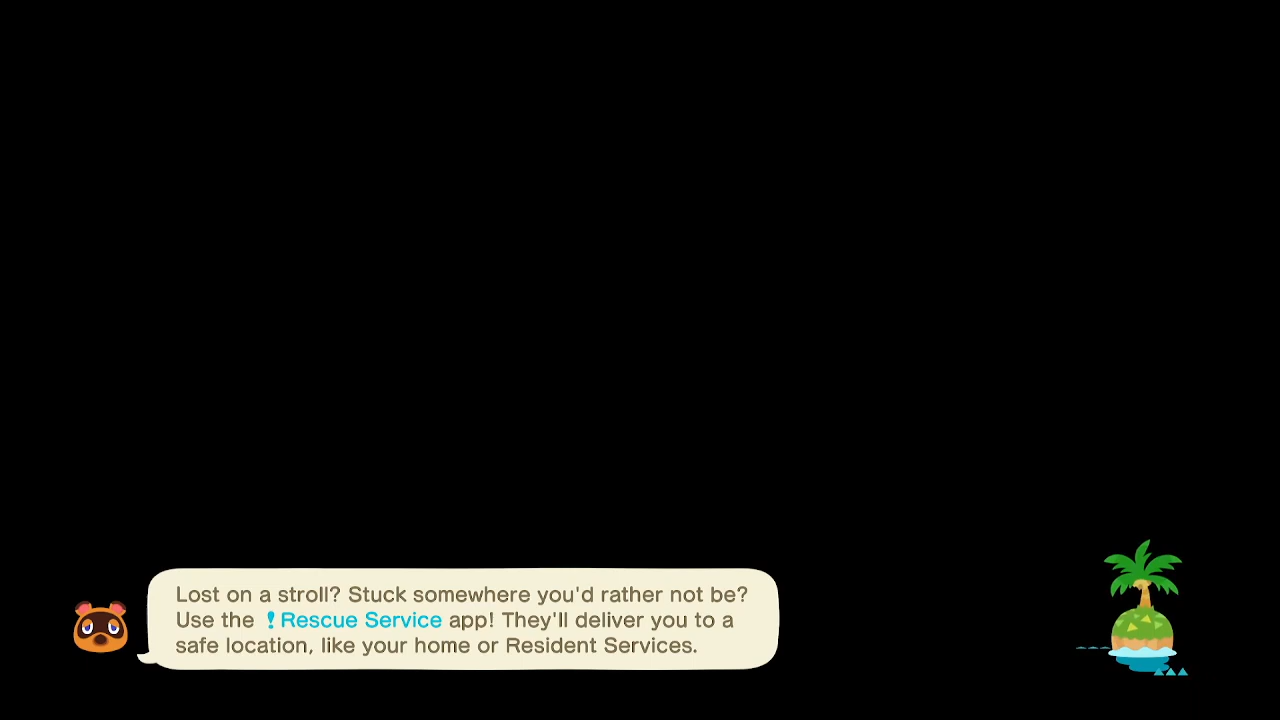 Lost on a stroll? Stuck somewhere you'd rather not be?
Use the ! Rescue Service app! They'll deliver you to a
safe location, like your home or Resident Services.